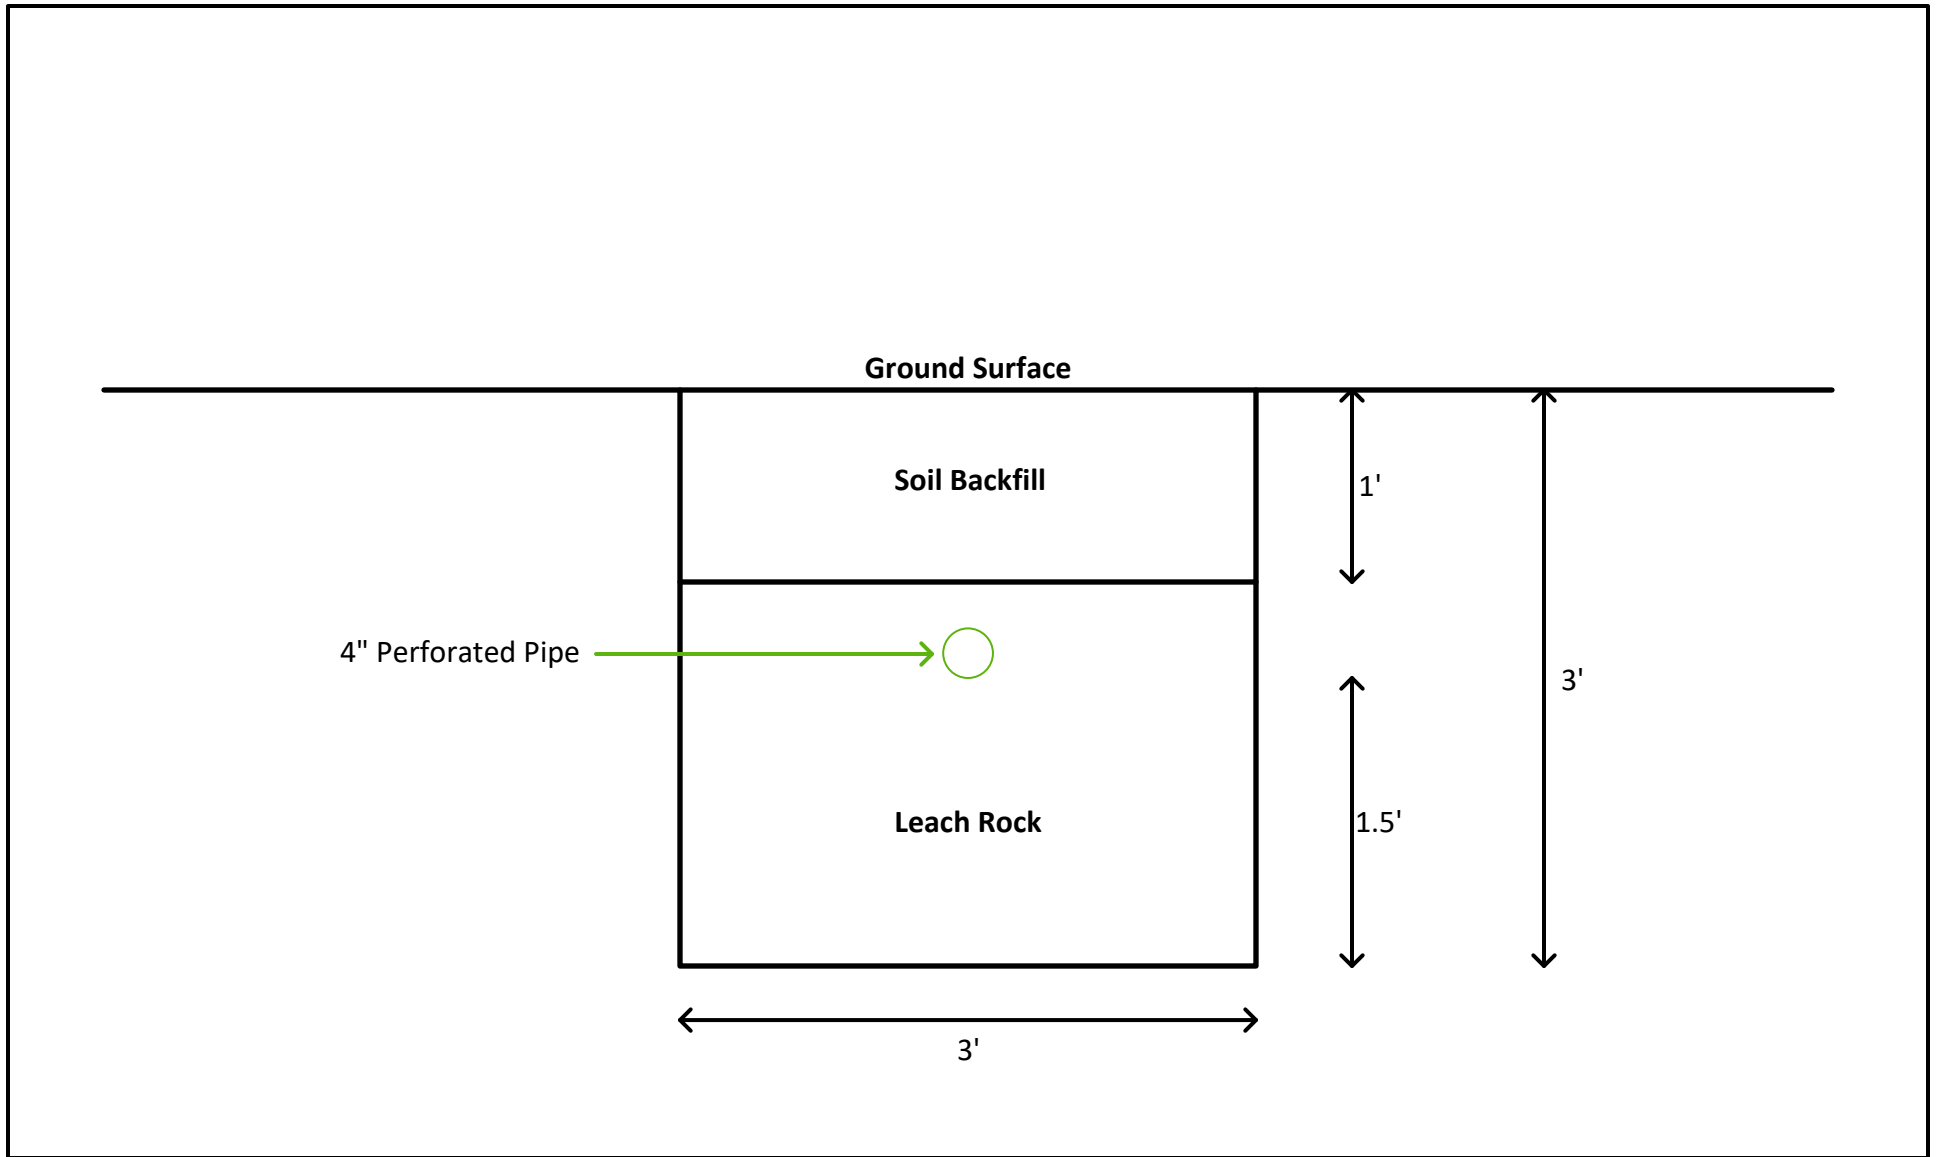 Ground Surface
Soil Backfill
1'
4" Perforated Pipe
3'
Leach Rock
1.5'
3'